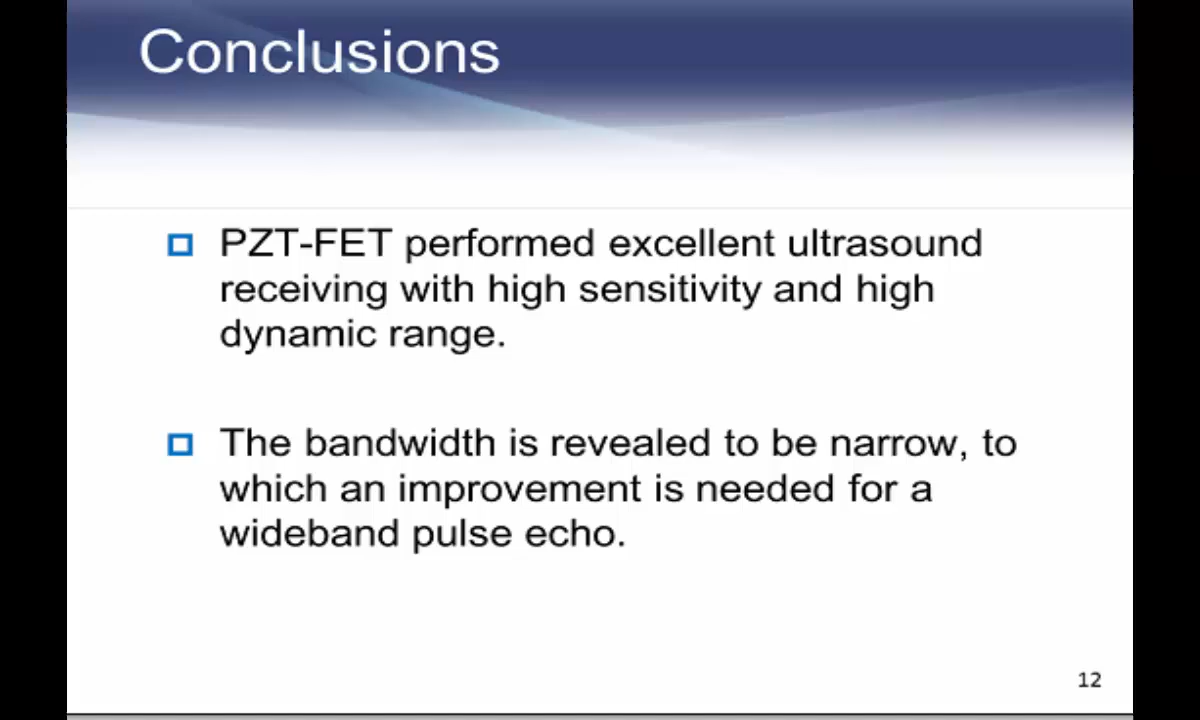 Conclusions
PZT-FET performed excellent ultrasound
receiving with high sensitivity and high
dynamic range.
The bandwidth is revealed to be narrow, to
which an improvement is needed for a
wideband pulse echo.
12